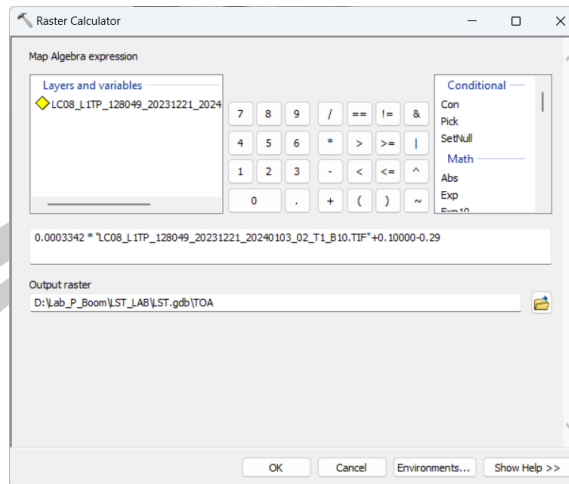 Raster Calculator
Map Algebra expression
Layers and variables
LC08_L1TP_128049_20231221_2024
7 8 9 / == != &
4 5 6 * > >= |
1 2 3 - < <= ^
0 . + ( ) ~
Conditional
Con
Pick
SetNull
Math
Abs
Exp
Exp10
0.0003342 * "LC08_L1TP_128049_20231221_20240103_02_T1_B10.TIF"+0.10000-0.29
Output raster
D:\Lab_P_Boom\LST_LAB\LST.gdb\TOA
OK Cancel Environments... Show Help >>